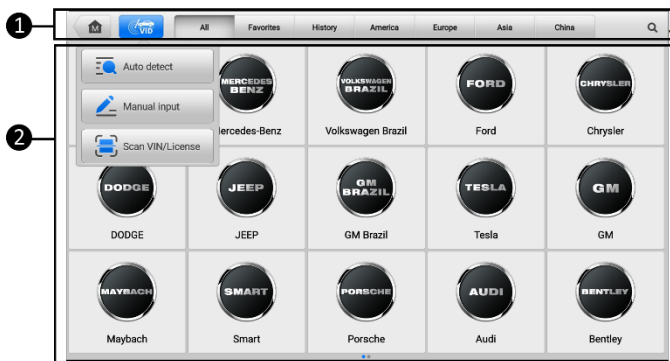 1
M
VID
All
Favorites
History
America
Europe
Asia
China
2
Auto detect
Manual input
Scan VIN/License
MERCEDES
BENZ
VOLKSWAGEN
BRAZIL
FORD
CHRYSLER
ercedes-Benz
Volkswagen Brazil
Ford
Chrysler
DODGE
JEEP
GM
BRAZIL
TESLA
GM
DODGE
JEEP
GM Brazil
Tesla
GM
MAYBACH
SMART
PORSCHE
AUDI
BENTLEY
Maybach
Smart
Porsche
Audi
Bentley